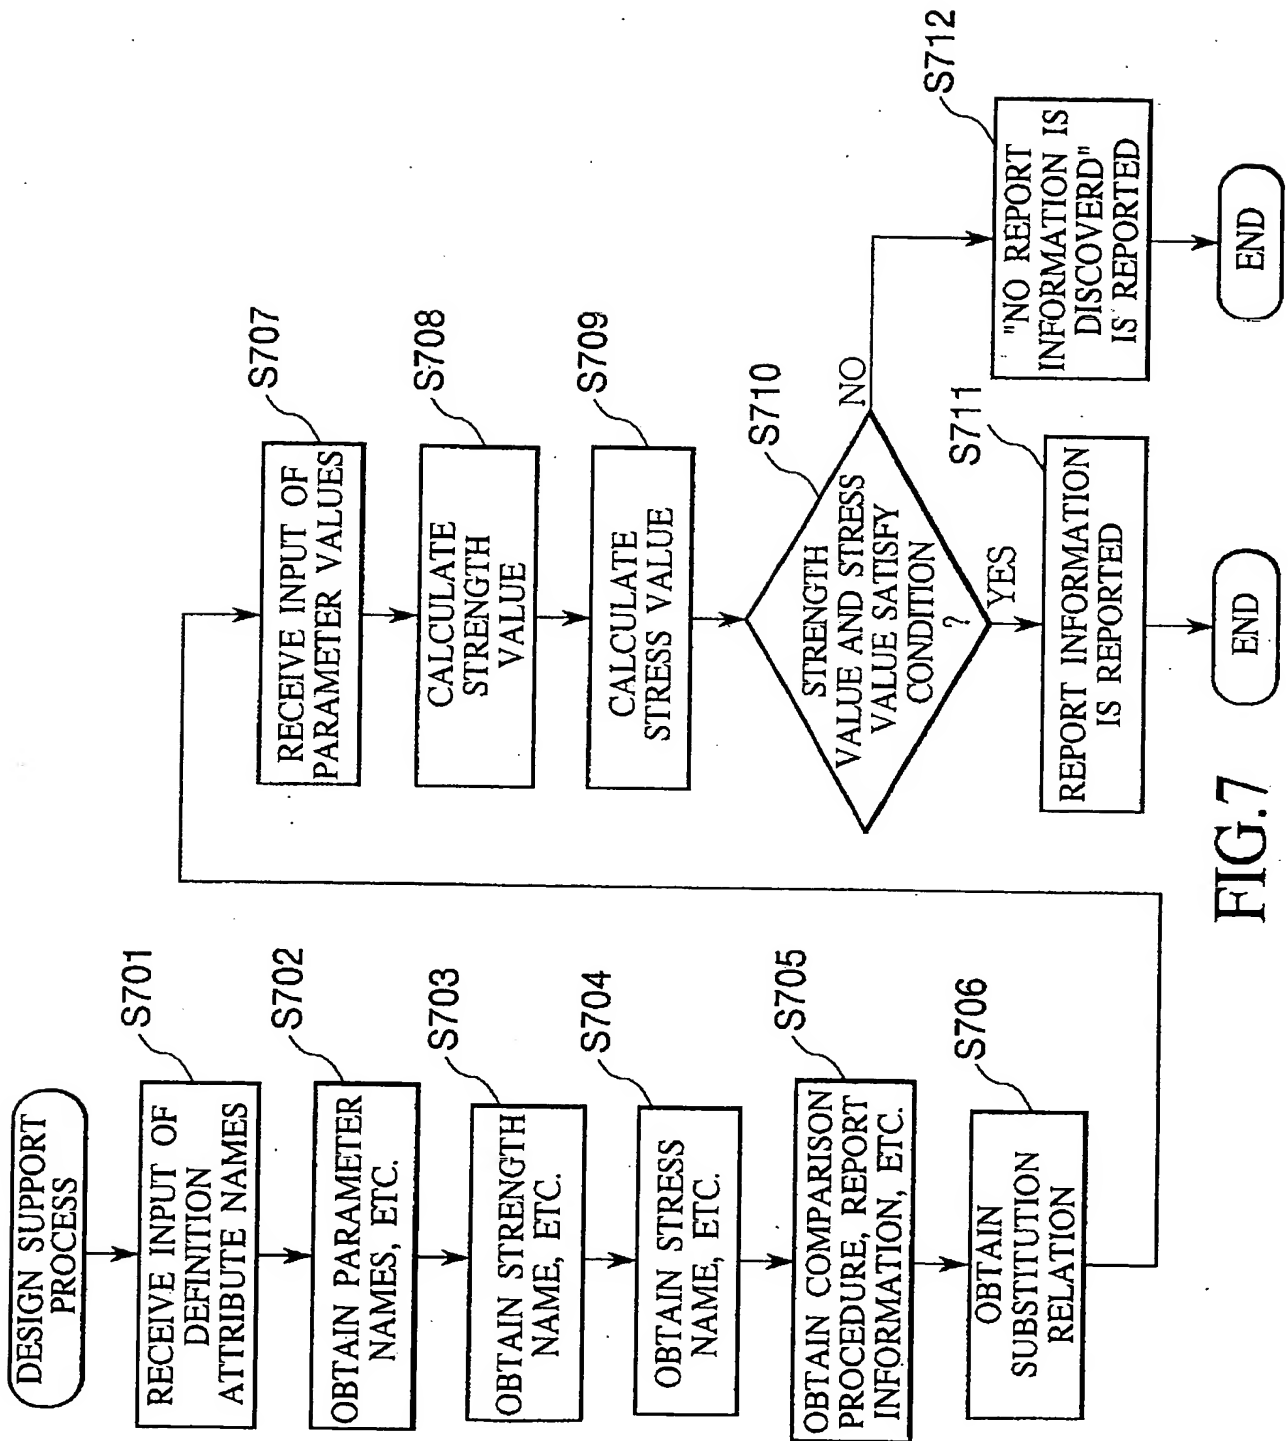 DESIGN SUPPORT
PROCESS
S701
RECEIVE INPUT OF
DEFINITION
ATTRIBUTE NAMES
S702
OBTAIN PARAMETER
NAMES, ETC.
S703
OBTAIN STRENGTH
NAME, ETC.
S704
OBTAIN STRESS
NAME, ETC.
S705
OBTAIN COMPARISON
PROCEDURE, REPORT
INFORMATION, ETC.
S706
OBTAIN
SUBSTITUTION
RELATION
S707
RECEIVE INPUT OF
PARAMETER VALUES
S708
CALCULATE
STRENGTH
VALUE
S709
CALCULATE
STRESS VALUE
S710
STRENGTH
VALUE AND STRESS
VALUE SATISFY
CONDITION
?
NO
YES
S711
REPORT INFORMATION
IS REPORTED
END
S712
"NO REPORT
INFORMATION IS
DISCOVERD"
IS REPORTED
END
FIG.7